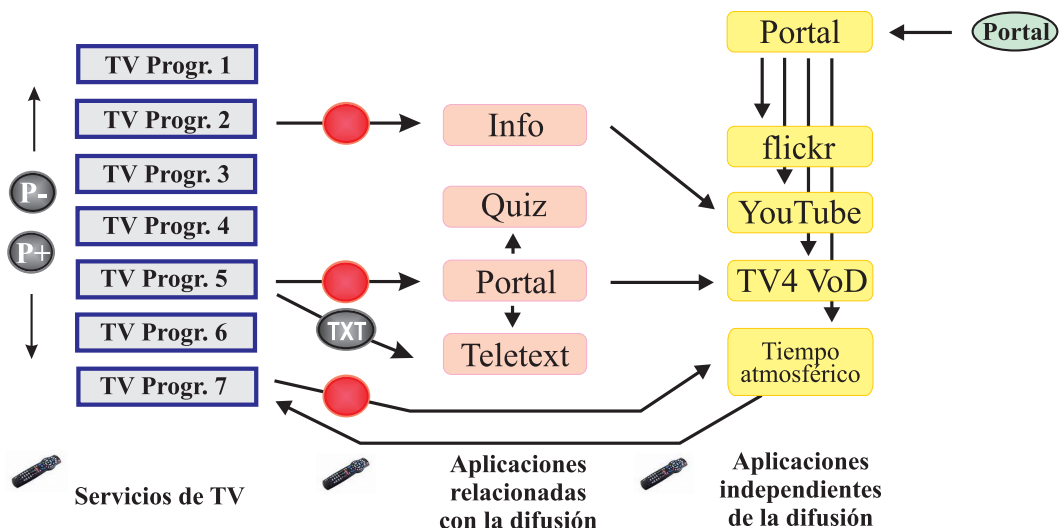 TV Progr. 1
TV Progr. 2
TV Progr. 3
TV Progr. 4
TV Progr. 5
TV Progr. 6
TV Progr. 7
P-
P+
TXT
Servicios de TV
Info
Quiz
Portal
Teletext
Aplicaciones
relacionadas
con la difusión
Portal
Portal
flickr
YouTube
TV4 VoD
Tiempo
atmosférico
Aplicaciones
independientes
de la difusión